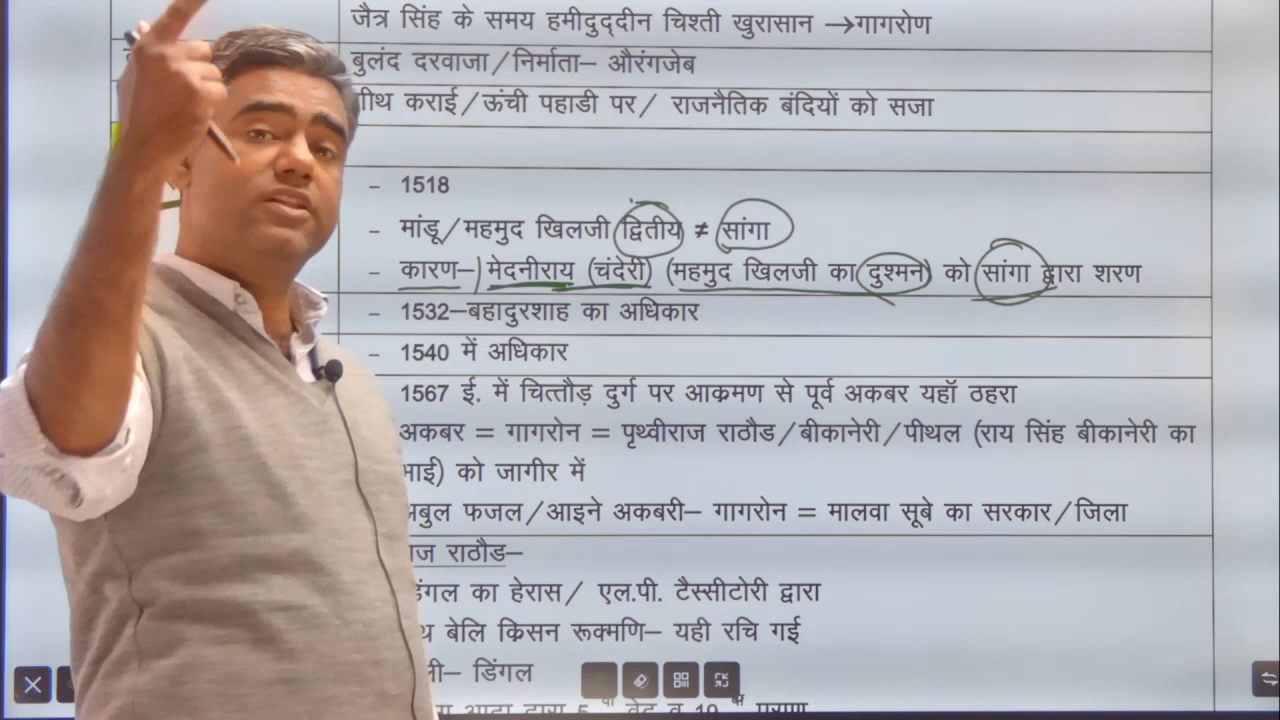 जैत्र सिंह के समय हमीदुद्दीन चिश्ती खुरासान →गागरोण
बुलंद दरवाजा/निर्माता– औरंगजेब
कराई/ऊंची पहाडी पर/ राजनैतिक बंदियों को सजा
– 1518
– मांडू/महमुद खिलजी द्वितीय ≠ सांगा
– कारण– मेदनीराय (चंदेरी) (महमुद खिलजी का दुश्मन) को सांगा द्वारा शरण
– 1532–बहादुरशाह का अधिकार
– 1540 में अधिकार
1567 ई. में चित्तौड़ दुर्ग पर आक्रमण से पूर्व अकबर यहॉ ठहरा
अकबर = गागरोन = पृथ्वीराज राठौड/बीकानेरी/पीथल (राय सिंह बीकानेरी का
भाई) को जागीर में
अबुल फजल/आइने अकबरी– गागरोन = मालवा सूबे का सरकार/जिला
राठौड–
का हेरास/ एल.पी. टैस्सीटोरी द्वारा
बेलि क्रिसन रूक्मणि– यही रचि गई
– डिंगल